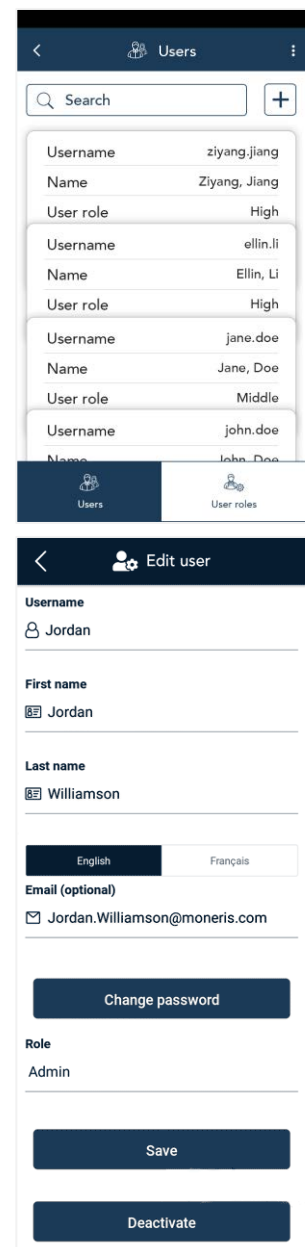 Users
Search
Username ziyang.jiang
Name Ziyang, Jiang
User role High
Username ellin.li
Name Ellin, Li
User role High
Username jane.doe
Name Jane, Doe
User role Middle
Username john.doe
Name John, Doe
Users User roles
Edit user
Username
Jordan
First name
Jordan
Last name
Williamson
English Français
Email (optional)
Jordan.Williamson@moneris.com
Change password
Role
Admin
Save
Deactivate